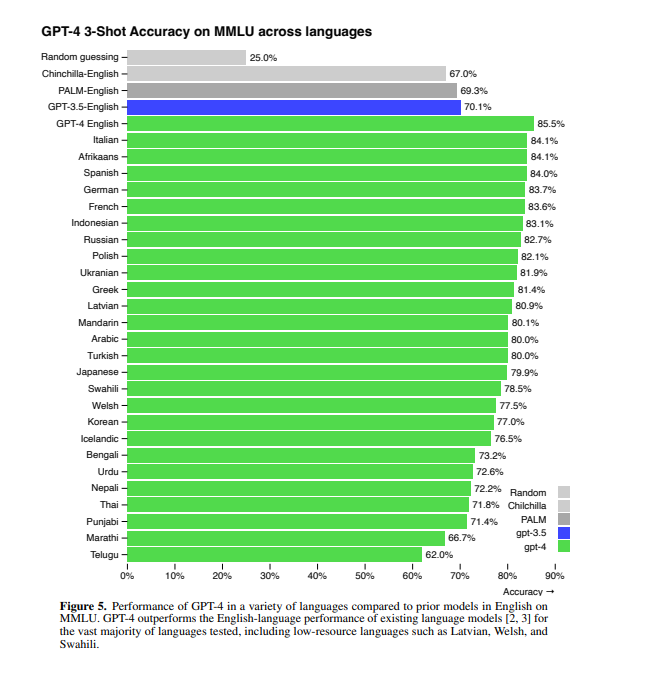 GPT-4 3-Shot Accuracy on MMLU across languages
Random guessing 25.0%
Chinchilla-English 67.0%
PALM-English 69.3%
GPT-3.5-English 70.1%
GPT-4 English 85.5%
Italian 84.1%
Afrikaans 84.1%
Spanish 84.0%
German 83.7%
French 83.6%
Indonesian 83.1%
Russian 82.7%
Polish 82.1%
Ukranian 81.9%
Greek 81.4%
Latvian 80.9%
Mandarin 80.1%
Arabic 80.0%
Turkish 80.0%
Japanese 79.9%
Swahili 78.5%
Welsh 77.5%
Korean 77.0%
Icelandic 76.5%
Bengali 73.2%
Urdu 72.6%
Nepali 72.2%
Thai 71.8%
Punjabi 71.4%
Marathi 66.7%
Telugu 62.0%
Random
Chilchilla
PALM
gpt-3.5
gpt-4
0% 10% 20% 30% 40% 50% 60% 70% 80% 90%
Accuracy →
Figure 5. Performance of GPT-4 in a variety of languages compared to prior models in English on
MMLU. GPT-4 outperforms the English-language performance of existing language models [2, 3] for
the vast majority of languages tested, including low-resource languages such as Latvian, Welsh, and
Swahili.